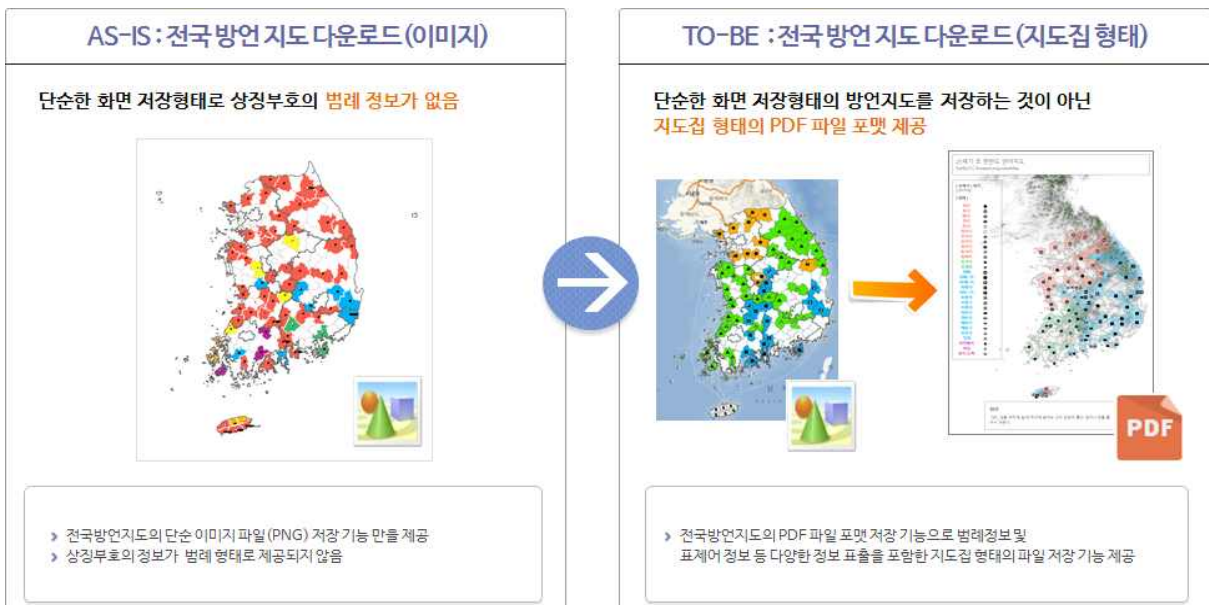 AS-IS : 전국 방언 지도 다운로드(이미지)
단순한 화면 저장형태로 상징부호의 범례 정보가 없음
› 전국방언지도의 단순 이미지 파일(PNG) 저장 기능 만을 제공
› 상징부호의 정보가 범례 형태로 제공되지 않음
TO-BE : 전국 방언 지도 다운로드(지도집 형태)
단순한 화면 저장형태의 방언지도를 저장하는 것이 아닌
지도집 형태의 PDF 파일 포맷 제공
PDF
› 전국방언지도의 PDF 파일 포맷 저장 기능으로 범례정보 및
표제어 정보 등 다양한 정보 표출을 포함한 지도집 형태의 파일 저장 기능 제공